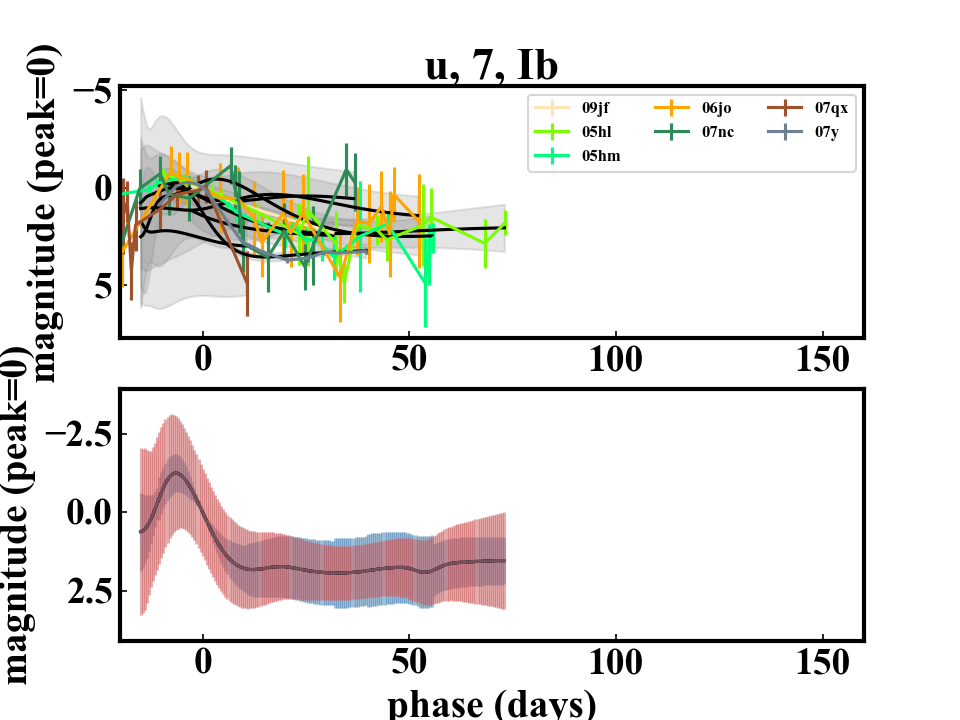 u, 7, Ib
magnitude (peak=0)
−5
0
5
09jf 06jo 07qx
05hl 07nc 07y
05hm
0 50 100 150
magnitude (peak=0)
−2.5
0.0
2.5
0 50 100 150
phase (days)